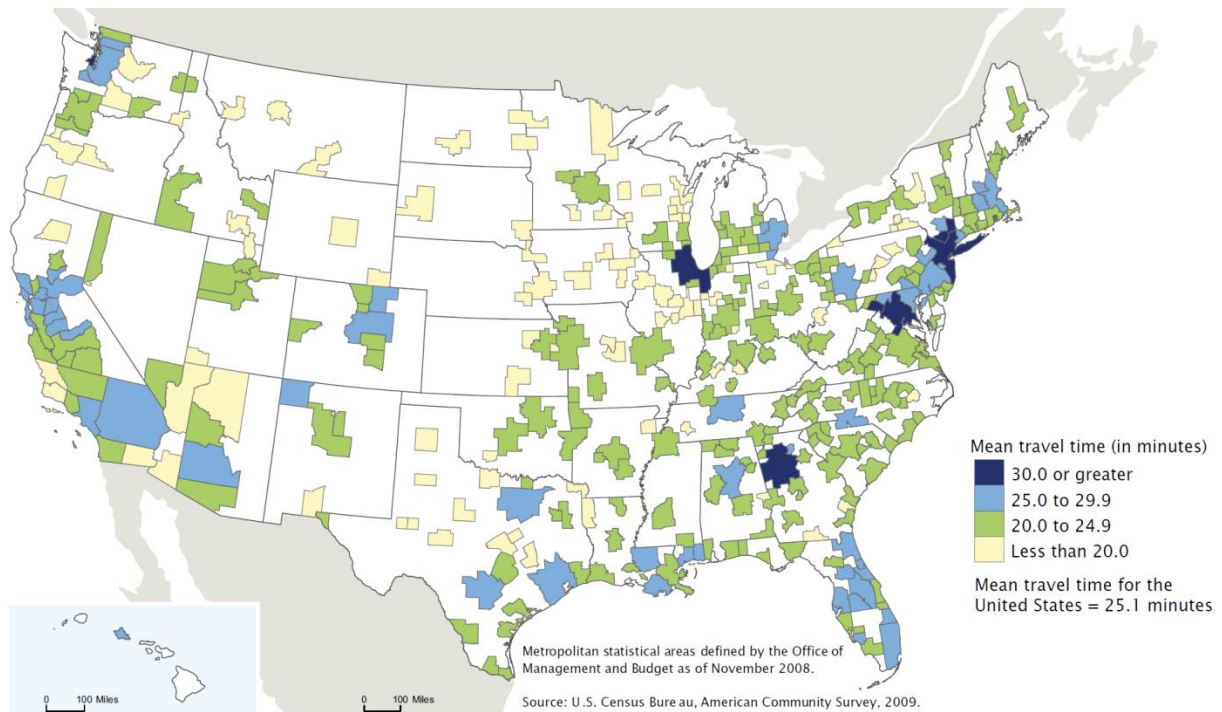 Mean travel time (in minutes)
30.0 or greater
25.0 to 29.9
20.0 to 24.9
Less than 20.0
Mean travel time for the
United States = 25.1 minutes
Metropolitan statistical areas defined by the Office of
Management and Budget as of November 2008.
Source: U.S. Census Bure au, American Community Survey, 2009.
0 100 Miles
0 100 Miles